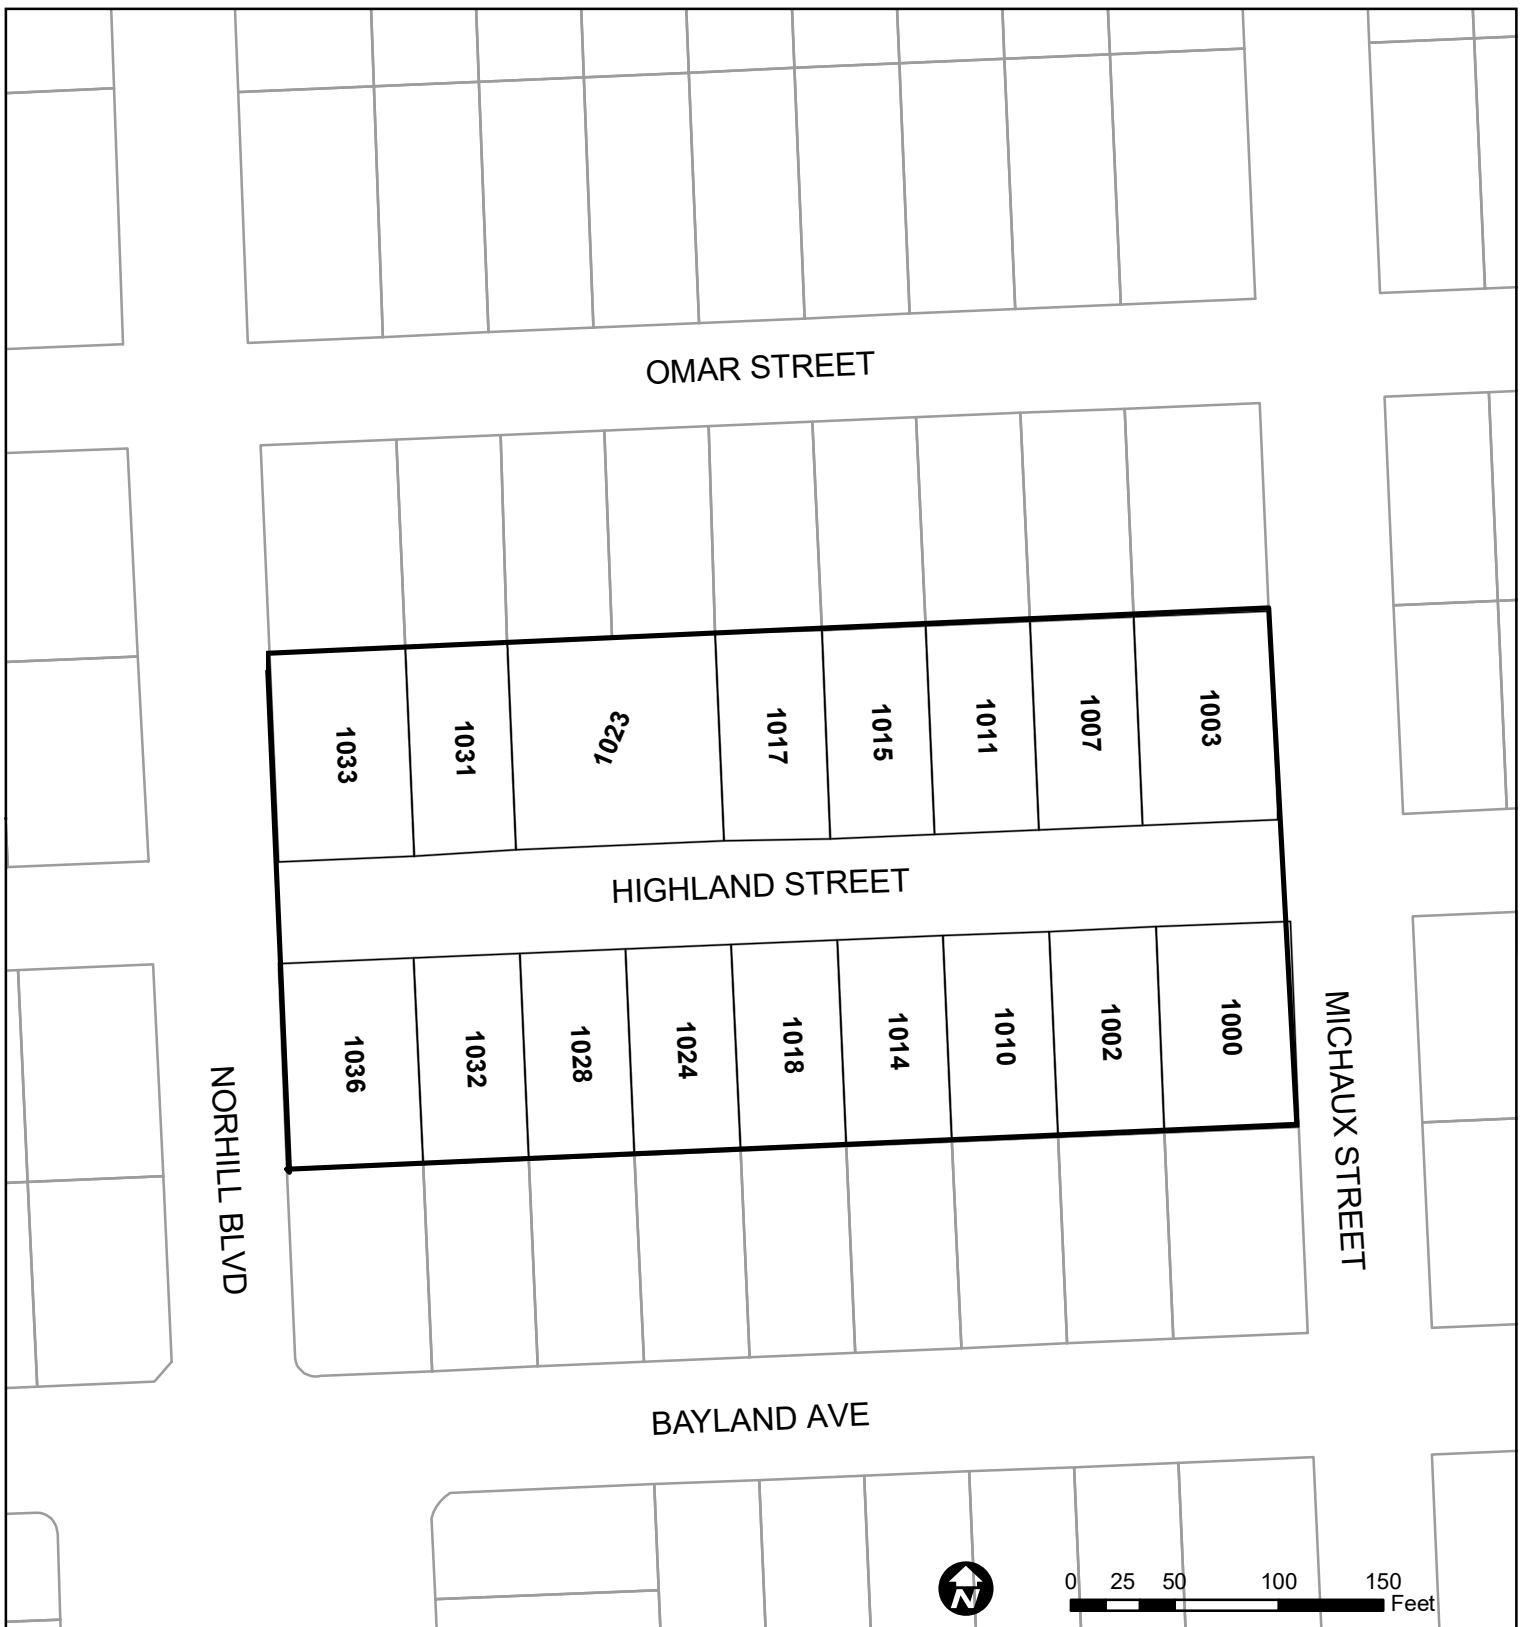 OMAR STREET
1033
1031
1023
1017
1015
1011
1007
1003
HIGHLAND STREET
1036
1032
1028
1024
1018
1014
1010
1002
1000
NORHILL BLVD
MICHAUX STREET
BAYLAND AVE
N
0 25 50 100 150
Feet